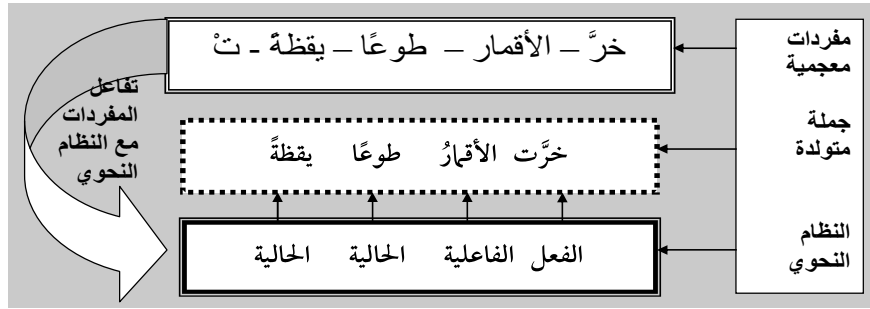 خرَّ – الأقمار – طوعًا – يقظةً - تْ
مفردات
معجمية
تفاعل
المفردات
مع النظام
النحوي
جملة
متولدة
خرَّت الأقمارُ طوعًا يقظةً
النظام
النحوي
الفعل الفاعلية الحالية الحالية